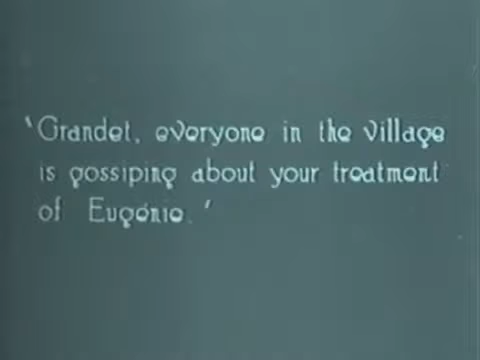 'Grandet, everyone in the village
is gossiping about your treatment
of Eugénie.'